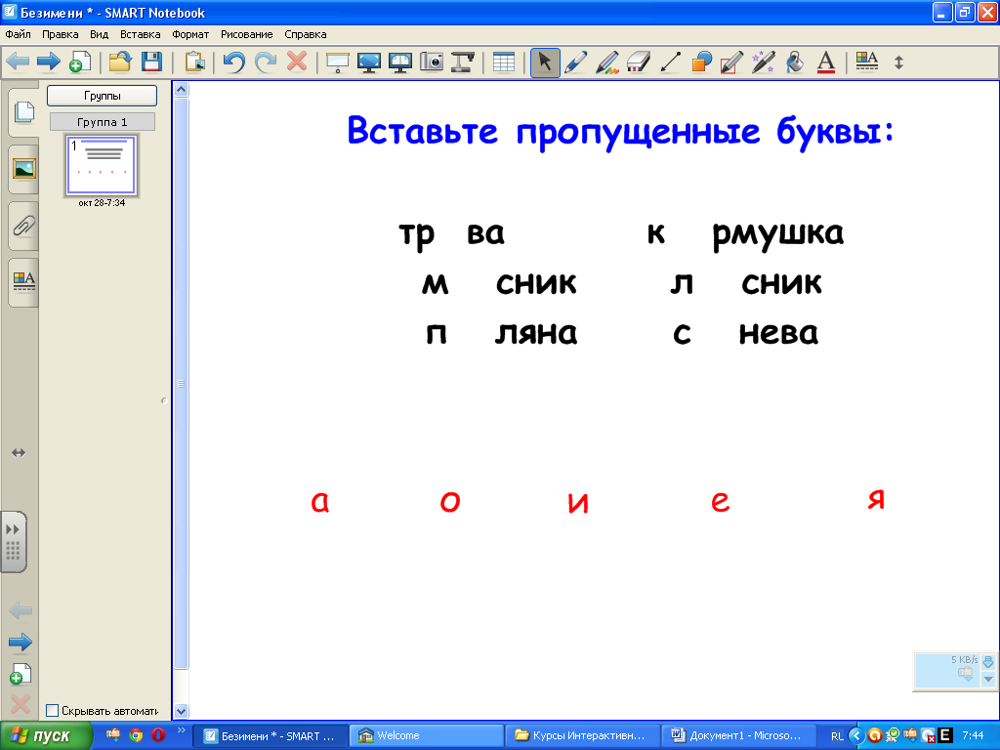 Безимени * - SMART Notebook
Файл Правка Вид Вставка Формат Рисование Справка
Группы
Группа 1
1
окт 28-7:34
Вставьте пропущенные буквы:
тр ва к рмушка
м сник л сник
п ляна с нева
а о и е я
5 KB/s
Скрывать автомати
пуск
Безимени * - SMART ...
Welcome
Курсы Интерактивн...
Документ1 - Microso...
RL
E
7:44